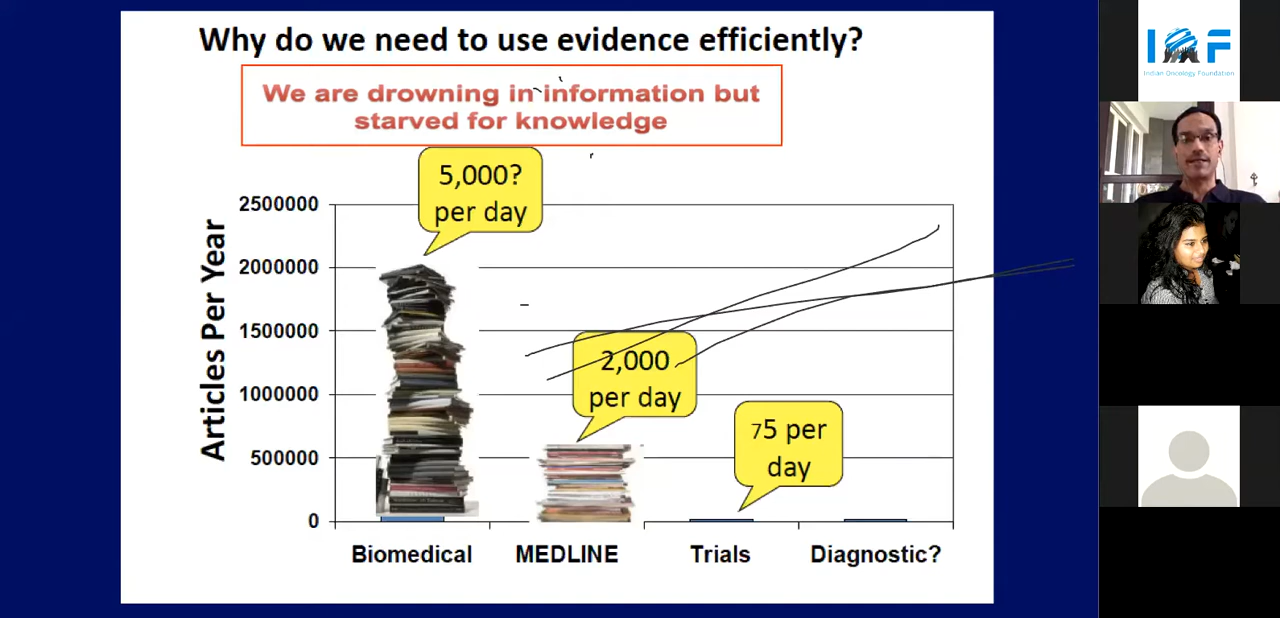 Why do we need to use evidence efficiently?
We are drowning in information but
starved for knowledge
5,000?
per day
2,000
per day
75 per
day
Articles Per Year
2500000
2000000
1500000
1000000
500000
0
Biomedical
MEDLINE
Trials
Diagnostic?
IOF
Indian Oncology Foundation